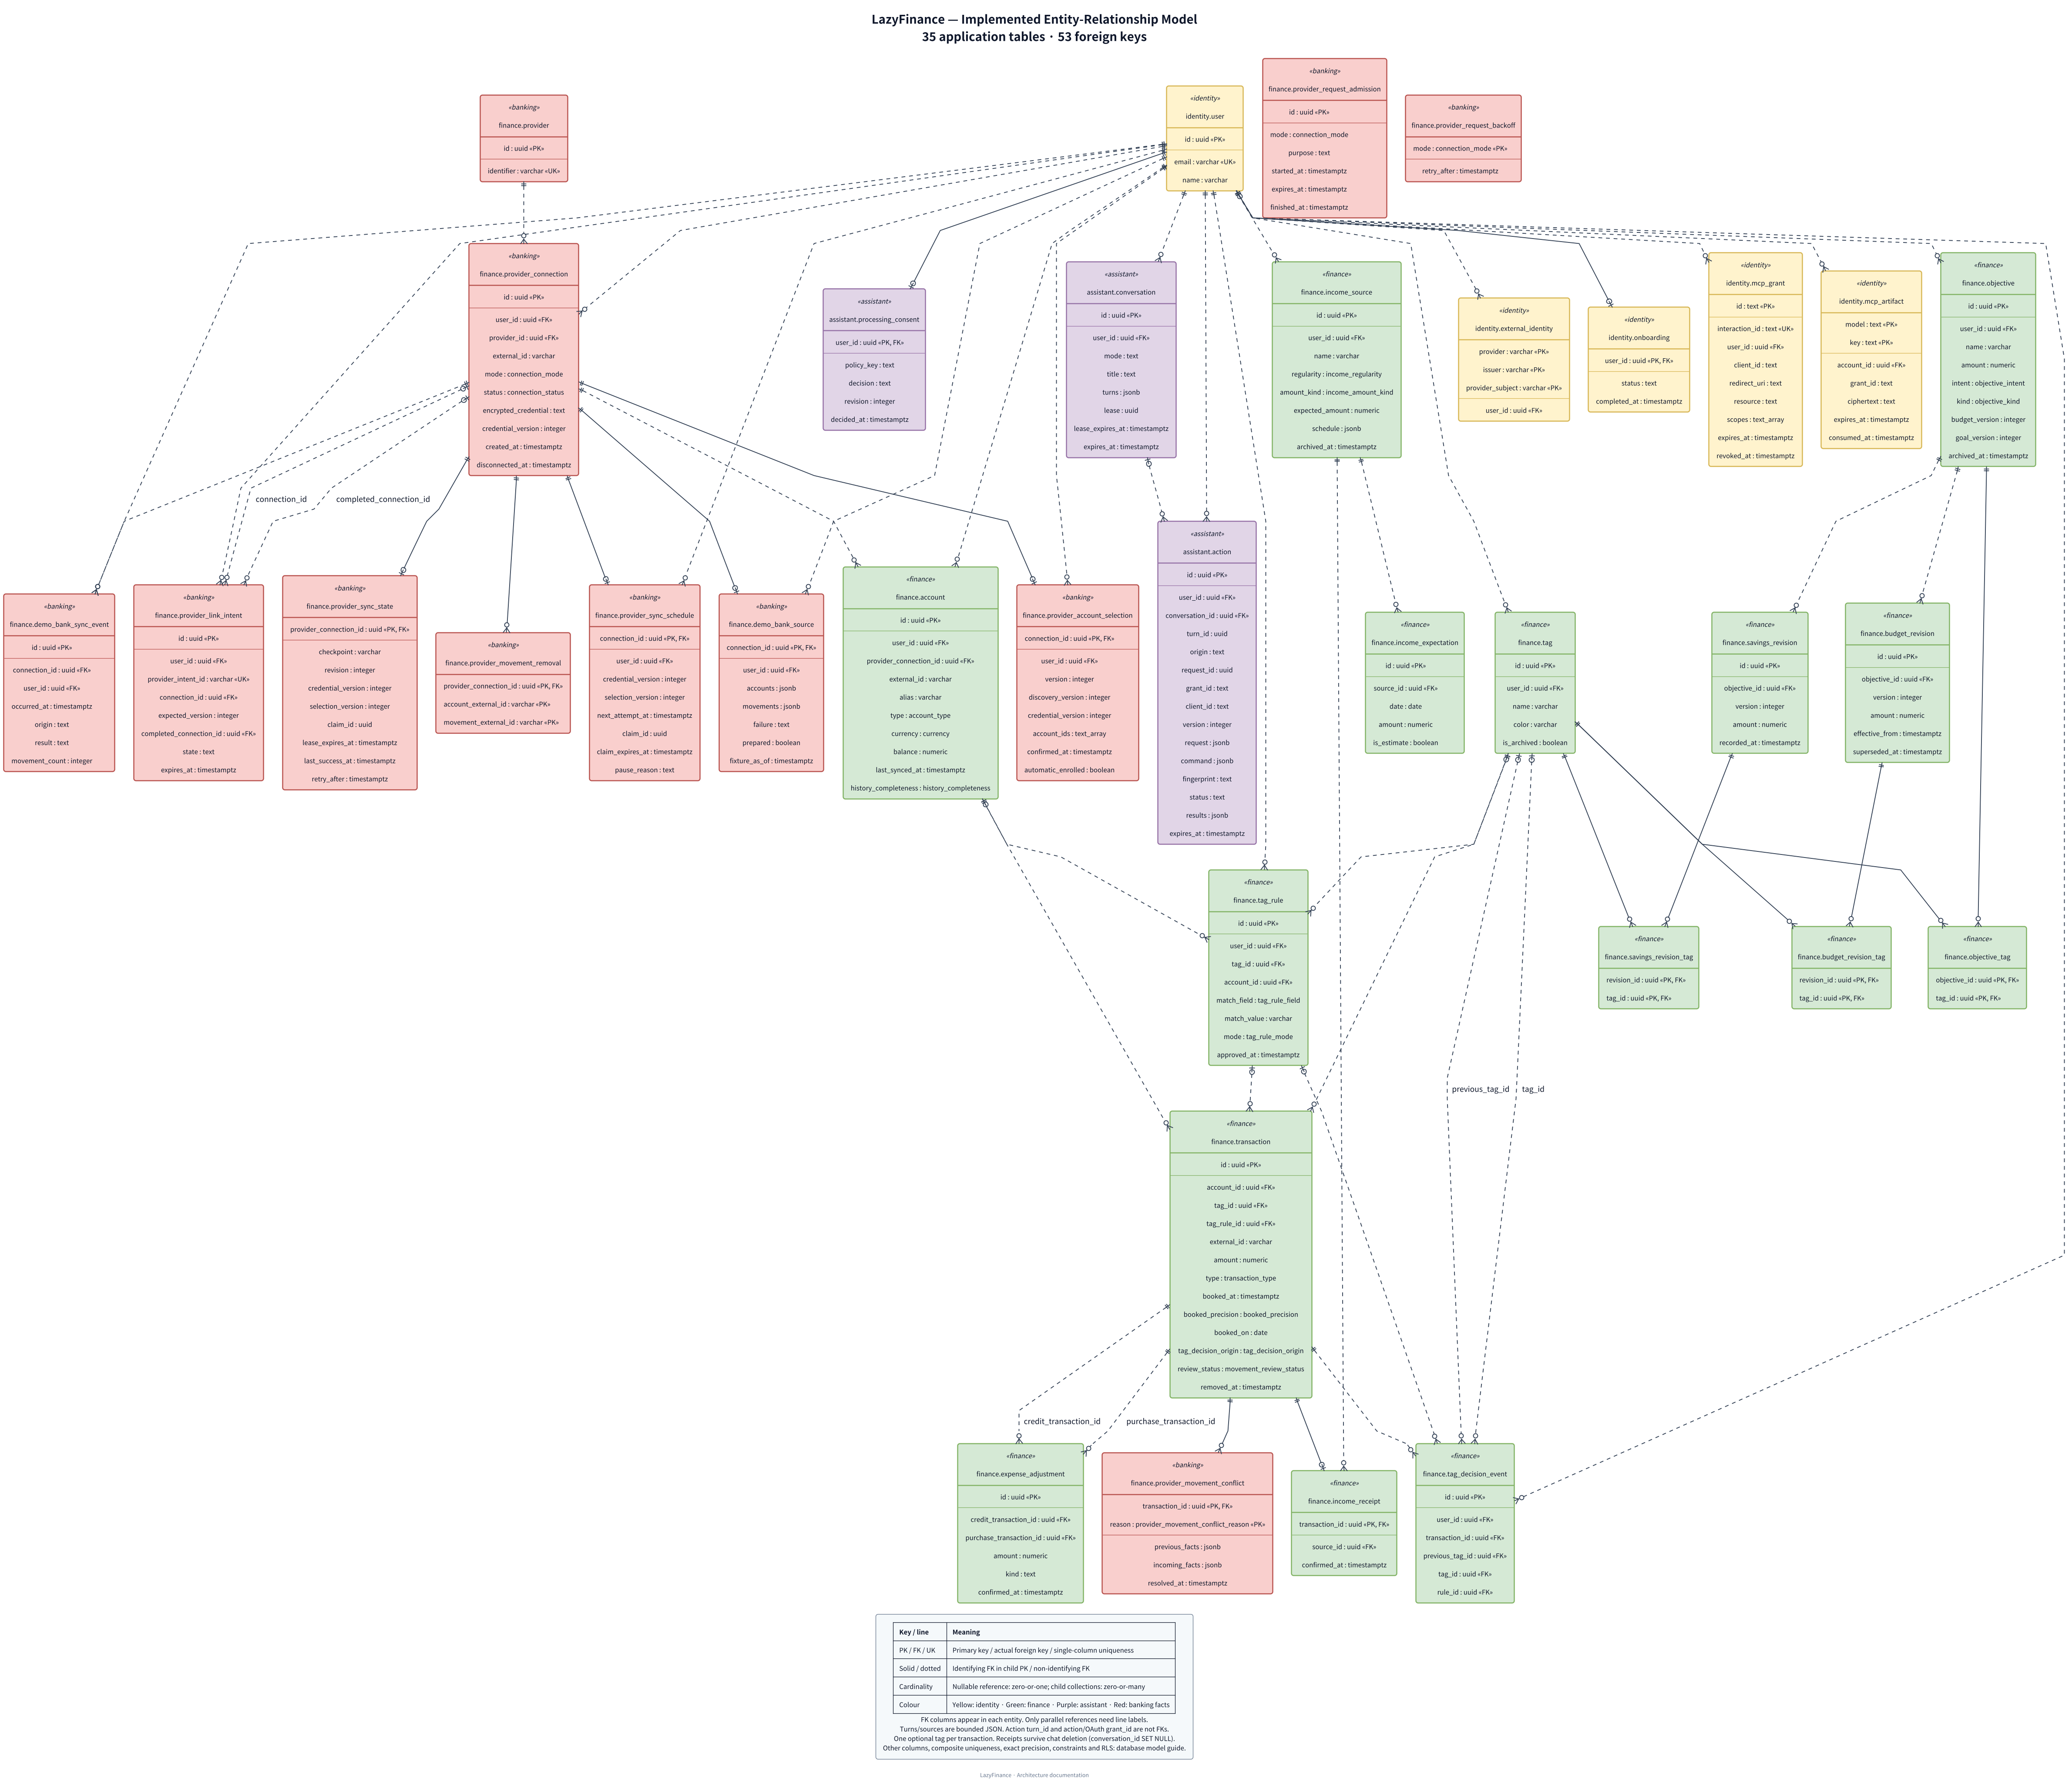 LazyFinance — Implemented Entity-Relationship Model
35 application tables · 53 foreign keys
«banking»
finance.provider
id : uuid «PK»
identifier : varchar «UK»
«identity»
identity.user
id : uuid «PK»
email : varchar «UK»
name : varchar
«banking»
finance.provider_request_admission
id : uuid «PK»
mode : connection_mode
purpose : text
started_at : timestamptz
expires_at : timestamptz
finished_at : timestamptz
«banking»
finance.provider_request_backoff
mode : connection_mode «PK»
retry_after : timestamptz
«banking»
finance.provider_connection
id : uuid «PK»
user_id : uuid «FK»
provider_id : uuid «FK»
external_id : varchar
mode : connection_mode
status : connection_status
encrypted_credential : text
credential_version : integer
created_at : timestamptz
disconnected_at : timestamptz
«assistant»
assistant.processing_consent
user_id : uuid «PK, FK»
policy_key : text
decision : text
revision : integer
decided_at : timestamptz
«assistant»
assistant.conversation
id : uuid «PK»
user_id : uuid «FK»
mode : text
title : text
turns : jsonb
lease : uuid
lease_expires_at : timestamptz
expires_at : timestamptz
«finance»
finance.income_source
id : uuid «PK»
user_id : uuid «FK»
name : varchar
regularity : income_regularity
amount_kind : income_amount_kind
expected_amount : numeric
schedule : jsonb
archived_at : timestamptz
«identity»
identity.external_identity
provider : varchar «PK»
issuer : varchar «PK»
provider_subject : varchar «PK»
user_id : uuid «FK»
«identity»
identity.onboarding
user_id : uuid «PK, FK»
status : text
completed_at : timestamptz
«identity»
identity.mcp_grant
id : text «PK»
interaction_id : text «UK»
user_id : uuid «FK»
client_id : text
redirect_uri : text
resource : text
scopes : text_array
expires_at : timestamptz
revoked_at : timestamptz
«identity»
identity.mcp_artifact
model : text «PK»
key : text «PK»
account_id : uuid «FK»
grant_id : text
ciphertext : text
expires_at : timestamptz
consumed_at : timestamptz
«finance»
finance.objective
id : uuid «PK»
user_id : uuid «FK»
name : varchar
amount : numeric
intent : objective_intent
kind : objective_kind
budget_version : integer
goal_version : integer
archived_at : timestamptz
connection_id
completed_connection_id
«banking»
finance.demo_bank_sync_event
id : uuid «PK»
connection_id : uuid «FK»
user_id : uuid «FK»
occurred_at : timestamptz
origin : text
result : text
movement_count : integer
«banking»
finance.provider_link_intent
id : uuid «PK»
user_id : uuid «FK»
provider_intent_id : varchar «UK»
connection_id : uuid «FK»
expected_version : integer
completed_connection_id : uuid «FK»
state : text
expires_at : timestamptz
«banking»
finance.provider_sync_state
provider_connection_id : uuid «PK, FK»
checkpoint : varchar
revision : integer
credential_version : integer
selection_version : integer
claim_id : uuid
lease_expires_at : timestamptz
last_success_at : timestamptz
retry_after : timestamptz
«banking»
finance.provider_movement_removal
provider_connection_id : uuid «PK, FK»
account_external_id : varchar «PK»
movement_external_id : varchar «PK»
«banking»
finance.provider_sync_schedule
connection_id : uuid «PK, FK»
user_id : uuid «FK»
credential_version : integer
selection_version : integer
next_attempt_at : timestamptz
claim_id : uuid
claim_expires_at : timestamptz
pause_reason : text
«banking»
finance.demo_bank_source
connection_id : uuid «PK, FK»
user_id : uuid «FK»
accounts : jsonb
movements : jsonb
failure : text
prepared : boolean
fixture_as_of : timestamptz
«finance»
finance.account
id : uuid «PK»
user_id : uuid «FK»
provider_connection_id : uuid «FK»
external_id : varchar
alias : varchar
type : account_type
currency : currency
balance : numeric
last_synced_at : timestamptz
history_completeness : history_completeness
«banking»
finance.provider_account_selection
connection_id : uuid «PK, FK»
user_id : uuid «FK»
version : integer
discovery_version : integer
credential_version : integer
account_ids : text_array
confirmed_at : timestamptz
automatic_enrolled : boolean
«assistant»
assistant.action
id : uuid «PK»
user_id : uuid «FK»
conversation_id : uuid «FK»
turn_id : uuid
origin : text
request_id : uuid
grant_id : text
client_id : text
version : integer
request : jsonb
command : jsonb
fingerprint : text
status : text
results : jsonb
expires_at : timestamptz
«finance»
finance.income_expectation
id : uuid «PK»
source_id : uuid «FK»
date : date
amount : numeric
is_estimate : boolean
«finance»
finance.tag
id : uuid «PK»
user_id : uuid «FK»
name : varchar
color : varchar
is_archived : boolean
«finance»
finance.savings_revision
id : uuid «PK»
objective_id : uuid «FK»
version : integer
amount : numeric
recorded_at : timestamptz
«finance»
finance.budget_revision
id : uuid «PK»
objective_id : uuid «FK»
version : integer
amount : numeric
effective_from : timestamptz
superseded_at : timestamptz
«finance»
finance.tag_rule
id : uuid «PK»
user_id : uuid «FK»
tag_id : uuid «FK»
account_id : uuid «FK»
match_field : tag_rule_field
match_value : varchar
mode : tag_rule_mode
approved_at : timestamptz
«finance»
finance.savings_revision_tag
revision_id : uuid «PK, FK»
tag_id : uuid «PK, FK»
«finance»
finance.budget_revision_tag
revision_id : uuid «PK, FK»
tag_id : uuid «PK, FK»
«finance»
finance.objective_tag
objective_id : uuid «PK, FK»
tag_id : uuid «PK, FK»
previous_tag_id
tag_id
«finance»
finance.transaction
id : uuid «PK»
account_id : uuid «FK»
tag_id : uuid «FK»
tag_rule_id : uuid «FK»
external_id : varchar
amount : numeric
type : transaction_type
booked_at : timestamptz
booked_precision : booked_precision
booked_on : date
tag_decision_origin : tag_decision_origin
review_status : movement_review_status
removed_at : timestamptz
credit_transaction_id
purchase_transaction_id
«finance»
finance.expense_adjustment
id : uuid «PK»
credit_transaction_id : uuid «FK»
purchase_transaction_id : uuid «FK»
amount : numeric
kind : text
confirmed_at : timestamptz
«banking»
finance.provider_movement_conflict
transaction_id : uuid «PK, FK»
reason : provider_movement_conflict_reason «PK»
previous_facts : jsonb
incoming_facts : jsonb
resolved_at : timestamptz
«finance»
finance.income_receipt
transaction_id : uuid «PK, FK»
source_id : uuid «FK»
confirmed_at : timestamptz
«finance»
finance.tag_decision_event
id : uuid «PK»
user_id : uuid «FK»
transaction_id : uuid «FK»
previous_tag_id : uuid «FK»
tag_id : uuid «FK»
rule_id : uuid «FK»
Key / line Meaning
PK / FK / UK Primary key / actual foreign key / single-column uniqueness
Solid / dotted Identifying FK in child PK / non-identifying FK
Cardinality Nullable reference: zero-or-one; child collections: zero-or-many
Colour Yellow: identity · Green: finance · Purple: assistant · Red: banking facts
FK columns appear in each entity. Only parallel references need line labels.
Turns/sources are bounded JSON. Action turn_id and action/OAuth grant_id are not FKs.
One optional tag per transaction. Receipts survive chat deletion (conversation_id SET NULL).
Other columns, composite uniqueness, exact precision, constraints and RLS: database model guide.
LazyFinance · Architecture documentation